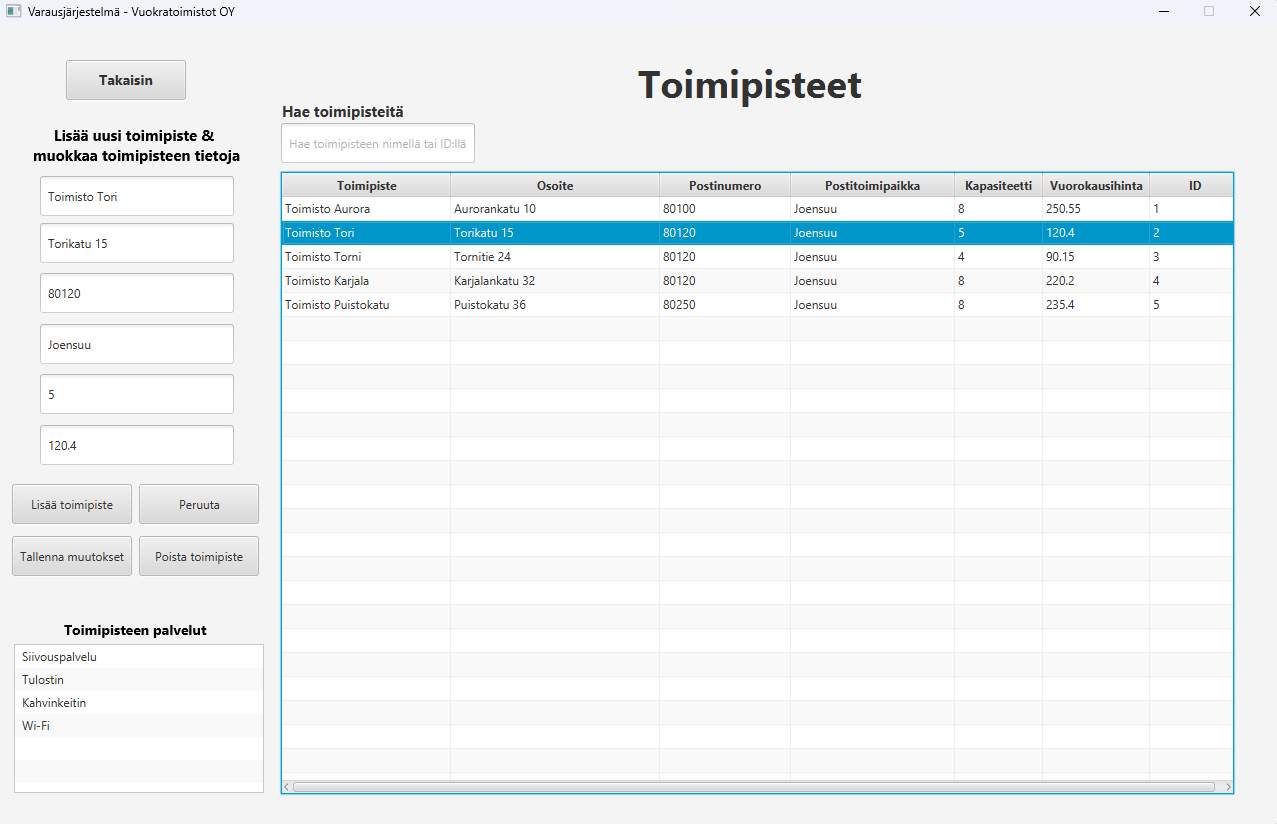 Varausjärjestelmä - Vuokratoimistot OY
Takaisin
Toimipisteet
Lisää uusi toimipiste &
muokkaa toimipisteen tietoja
Toimisto Tori
Torikatu 15
80120
Joensuu
5
120.4
Lisää toimipiste Peruuta
Tallenna muutokset Poista toimipiste
Toimipisteen palvelut
Siivouspalvelu
Tulostin
Kahvinkeitin
Wi-Fi
Hae toimipisteitä
Hae toimipisteen nimellä tai ID:llä
Toimipiste Osoite Postinumero Postitoimipaikka Kapasiteetti Vuorokausihinta ID
Toimisto Aurora Aurorankatu 10 80100 Joensuu 8 250.55 1
Toimisto Tori Torikatu 15 80120 Joensuu 5 120.4 2
Toimisto Torni Tornitie 24 80120 Joensuu 4 90.15 3
Toimisto Karjala Karjalankatu 32 80120 Joensuu 8 220.2 4
Toimisto Puistokatu Puistokatu 36 80250 Joensuu 8 235.4 5